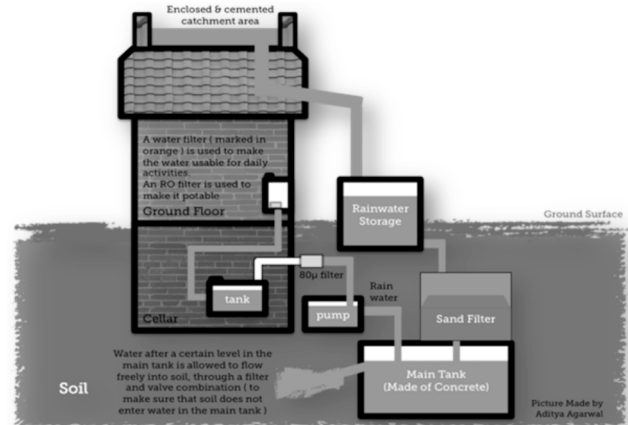 Enclosed & cemented
catchment area
A water filter ( marked in
orange ) is used to make
the water usable for daily
activities.
An RO filter is used to
make it potable
Ground Floor
Rainwater
Storage
Ground Surface
80µ filter
Rain
water
tank
pump
Sand Filter
Cellar
Water after a certain level in the
main tank is allowed to flow
freely into soil, through a filter
and valve combination ( to
make sure that soil does not
enter water in the main tank )
Main Tank
(Made of Concrete)
Soil
Picture Made by
Aditya Agarwal